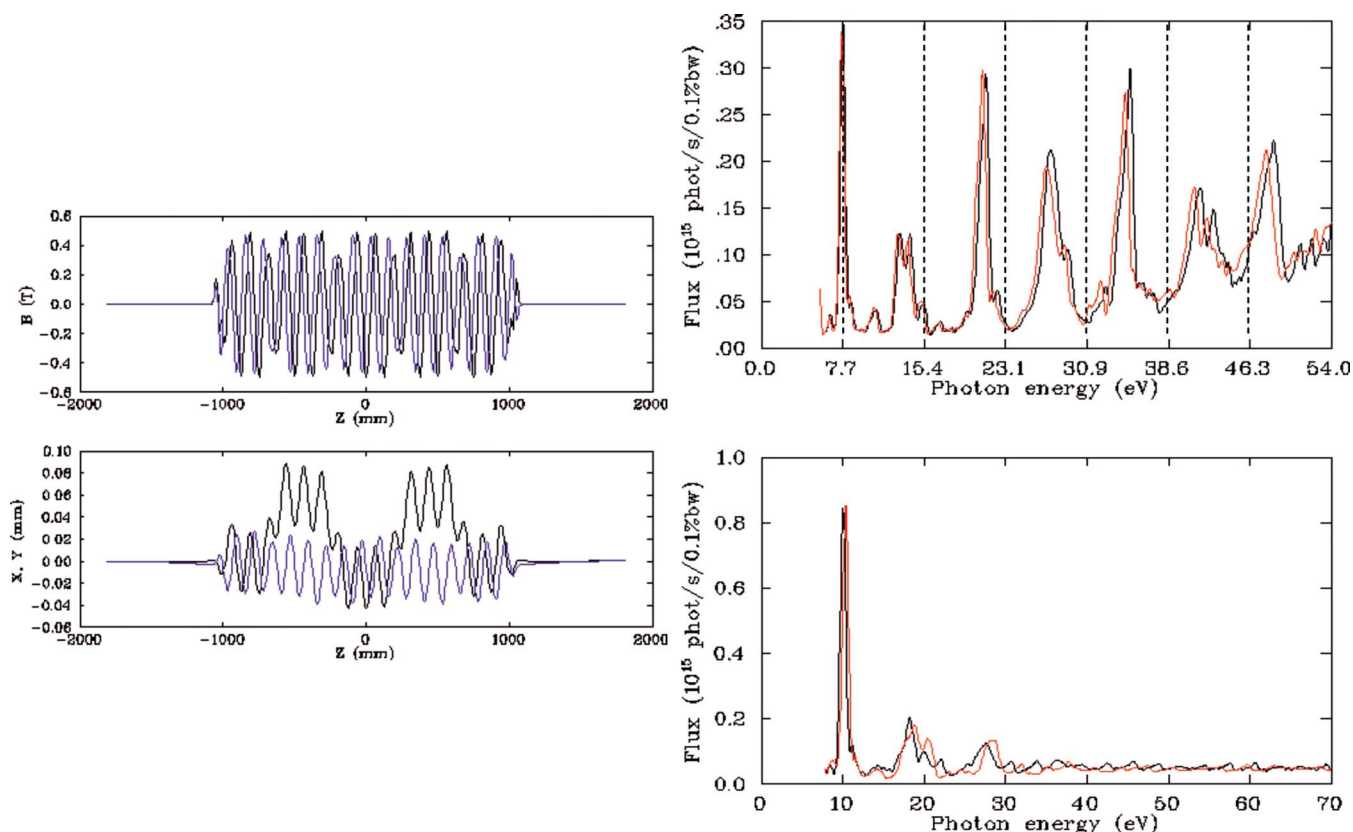 0.6
0.4
0.2
0.0
-0.2
-0.4
-0.6
B (T)
-2000 -1000 0 1000 2000
Z (mm)
0.10
0.08
0.06
0.04
0.02
0.00
-0.02
-0.04
-0.06
X, Y (mm)
-2000 -1000 0 1000 2000
Z (mm)
.35
.30
.25
.20
.15
.10
.05
.00
Flux (10¹⁵ phot/s/0.1%bw)
0.0 7.7 15.4 23.1 30.9 38.6 46.3 54.0
Photon energy (eV)
1.0
0.8
0.6
0.4
0.2
0.0
Flux (10¹⁵ phot/s/0.1%bw)
0 10 20 30 40 50 60 70
Photon energy (eV)